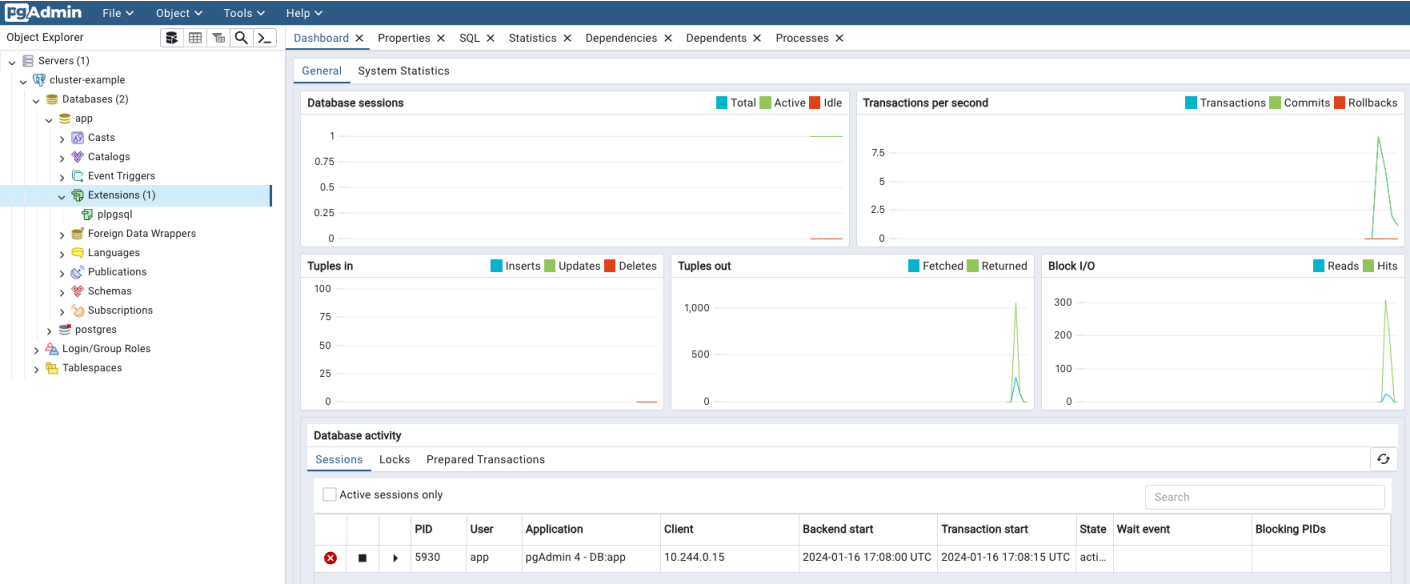 pgAdmin File Object Tools Help
Object Explorer
Dashboard Properties SQL Statistics Dependencies Dependents Processes
Servers (1)
cluster-example
Databases (2)
app
Casts
Catalogs
Event Triggers
Extensions (1)
plpgsql
Foreign Data Wrappers
Languages
Publications
Schemas
Subscriptions
postgres
Login/Group Roles
Tablespaces
General System Statistics
Database sessions Total Active Idle
1
0.75
0.5
0.25
0
Transactions per second Transactions Commits Rollbacks
7.5
5
2.5
0
Tuples in Inserts Updates Deletes
100
75
50
25
0
Tuples out Fetched Returned
1,000
500
0
Block I/O Reads Hits
300
200
100
0
Database activity
Sessions Locks Prepared Transactions
Active sessions only Search
PID User Application Client Backend start Transaction start State Wait event Blocking PIDs
5930 app pgAdmin 4 - DB:app 10.244.0.15 2024-01-16 17:08:00 UTC 2024-01-16 17:08:15 UTC acti...